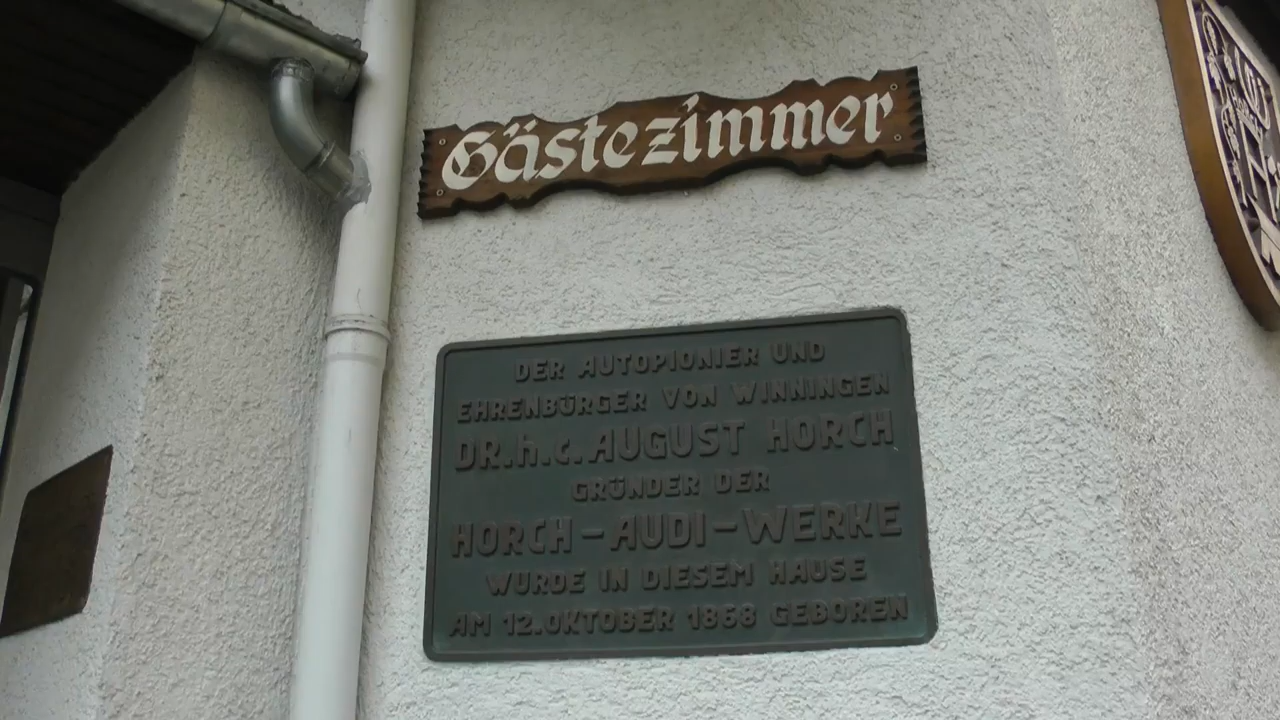 Gästezimmer
DER AUTOPIONIER UND
EHRENBÜRGER VON WINNINGEN
DR.h.c.AUGUST HORCH
GRÜNDER DER
HORCH-AUDI-WERKE
WURDE IN DIESEM HAUSE
AM 12.OKTOBER 1868 GEBOREN